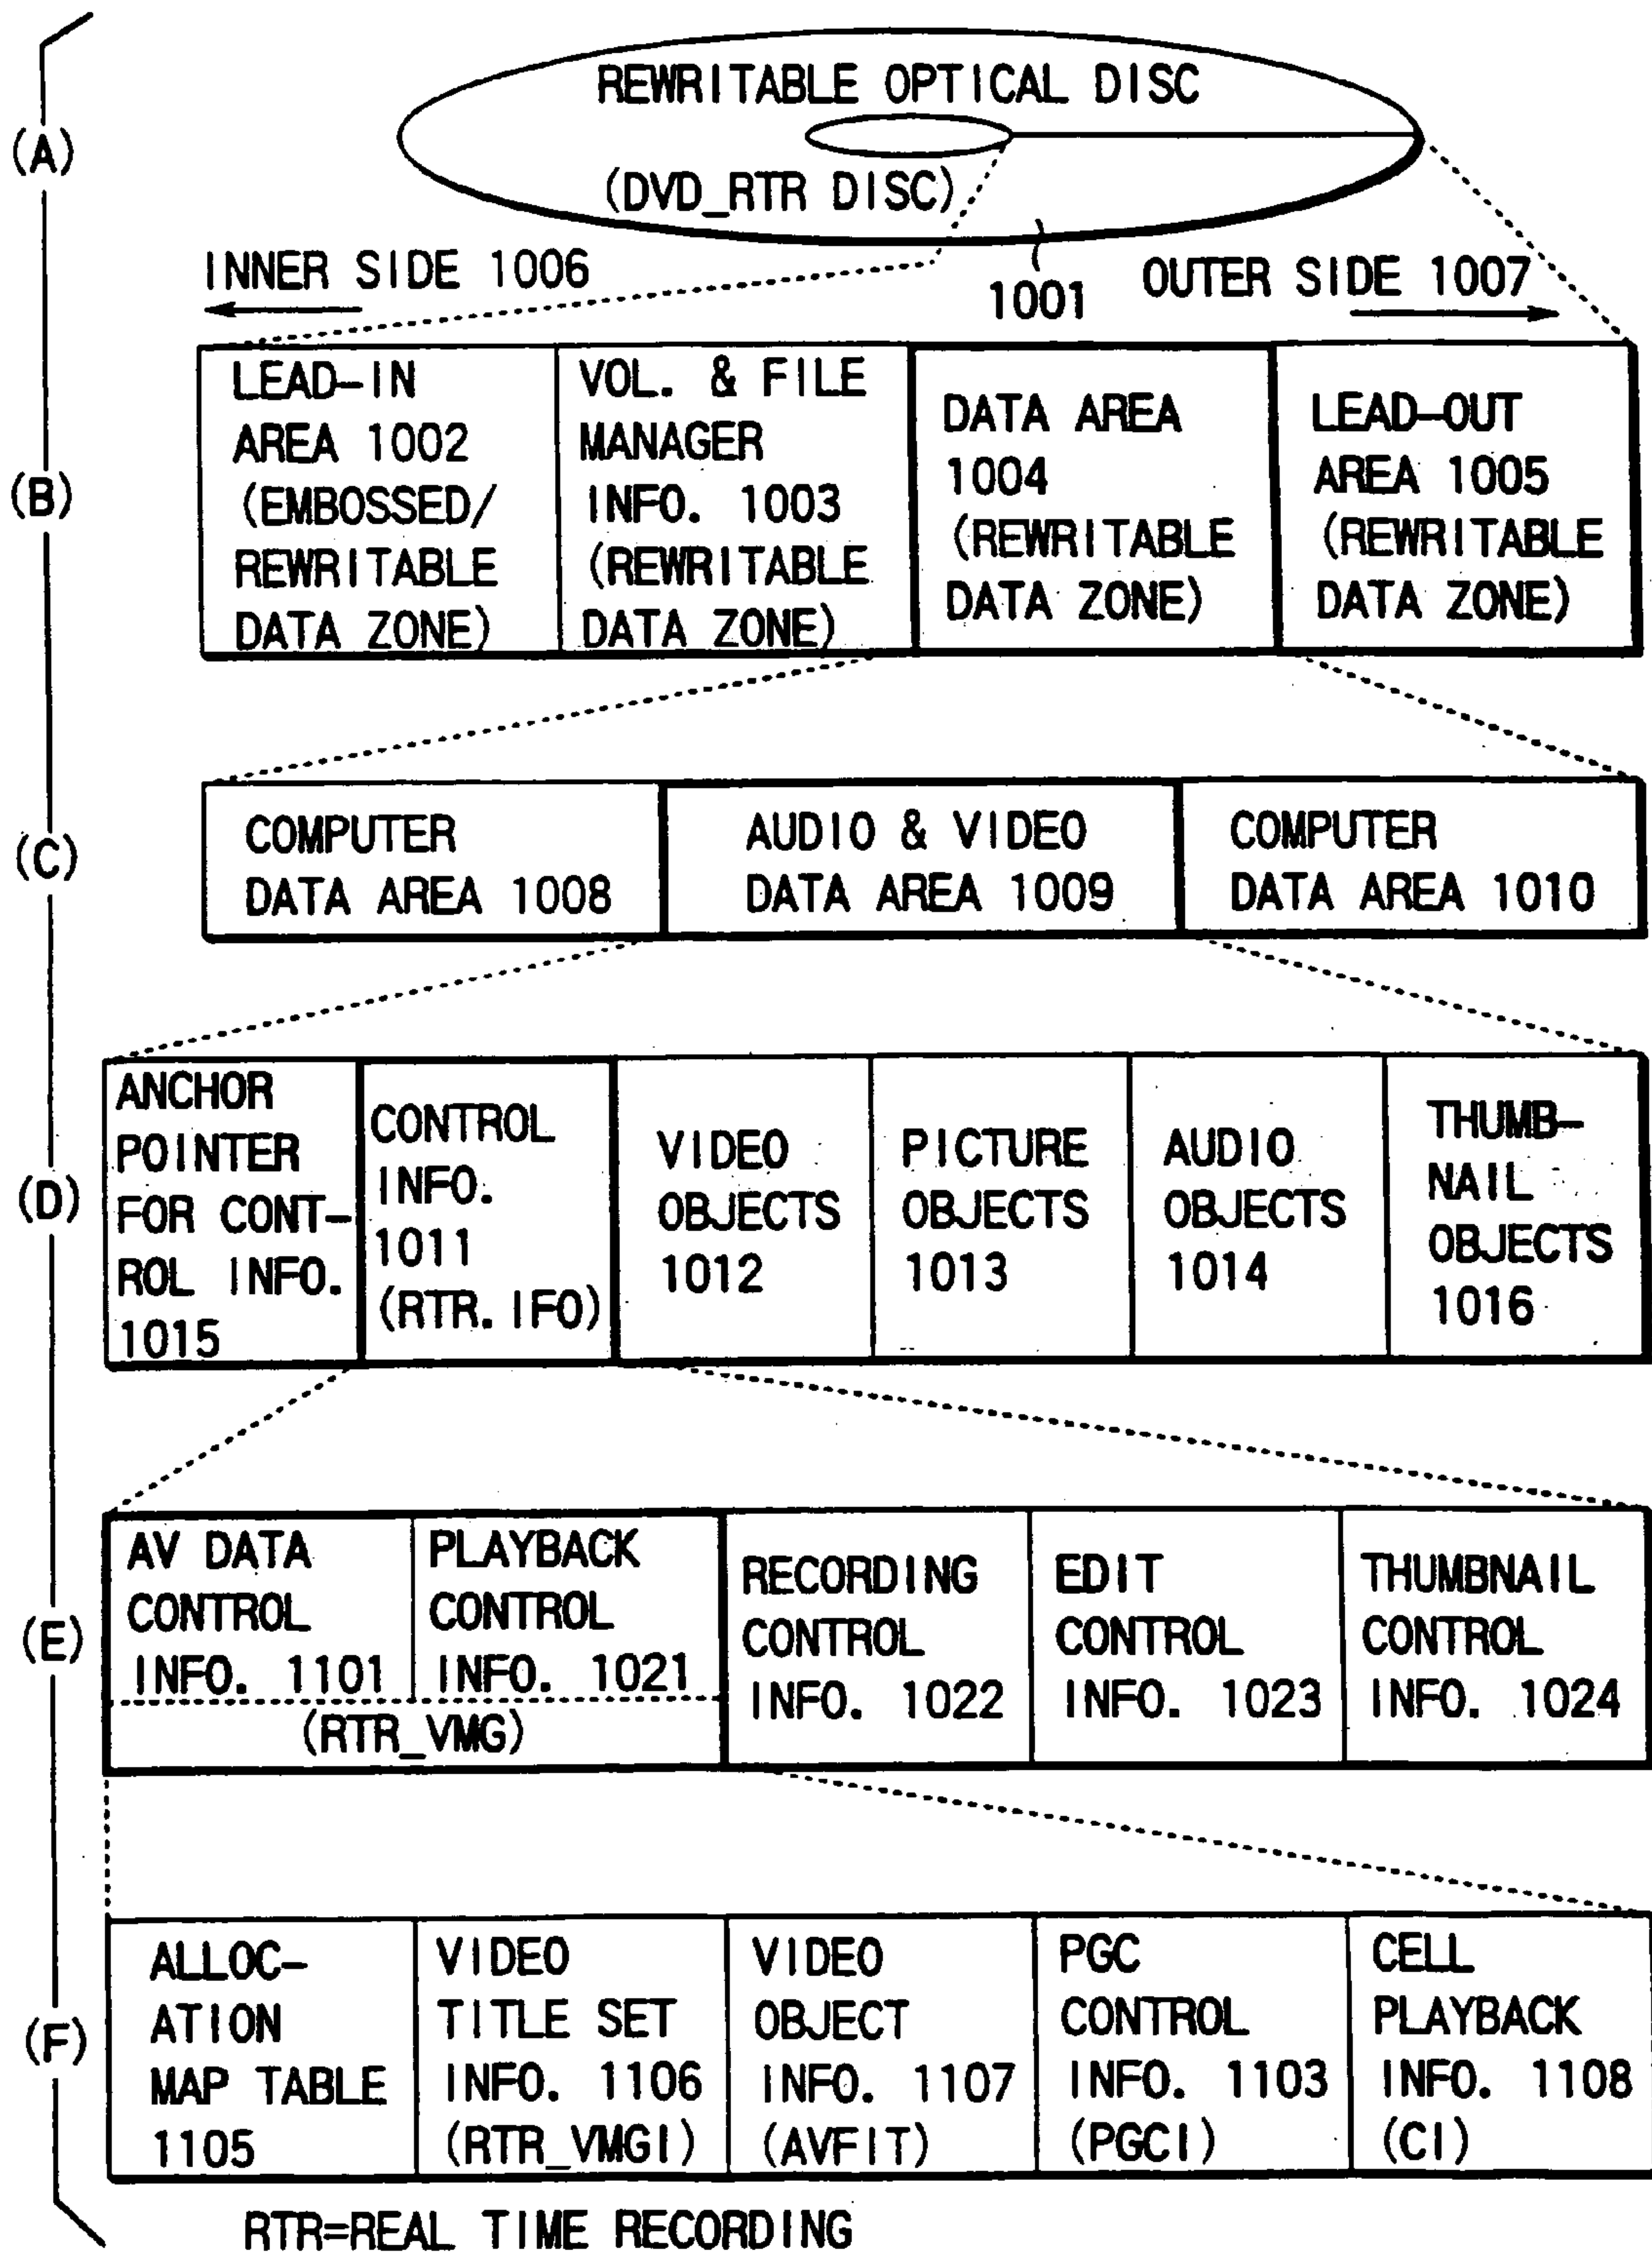 (A)
REWRITABLE OPTICAL DISC
(DVD_RTR DISC)
1001
INNER SIDE 1006
OUTER SIDE 1007
(B)
LEAD-IN
AREA 1002
(EMBOSSED/
REWRITABLE
DATA ZONE)
VOL. & FILE
MANAGER
INFO. 1003
(REWRITABLE
DATA ZONE)
DATA AREA
1004
(REWRITABLE
DATA ZONE)
LEAD-OUT
AREA 1005
(REWRITABLE
DATA ZONE)
(C)
COMPUTER
DATA AREA 1008
AUDIO & VIDEO
DATA AREA 1009
COMPUTER
DATA AREA 1010
(D)
ANCHOR
POINTER
FOR CONT-
ROL INFO.
1015
CONTROL
INFO.
1011
(RTR.IFO)
VIDEO
OBJECTS
1012
PICTURE
OBJECTS
1013
AUDIO
OBJECTS
1014
THUMB-
NAIL
OBJECTS
1016
(E)
AV DATA
CONTROL
INFO. 1101
PLAYBACK
CONTROL
INFO. 1021
(RTR_VMG)
RECORDING
CONTROL
INFO. 1022
EDIT
CONTROL
INFO. 1023
THUMBNAIL
CONTROL
INFO. 1024
(F)
ALLOC-
ATION
MAP TABLE
1105
VIDEO
TITLE SET
INFO. 1106
(RTR_VMGI)
VIDEO
OBJECT
INFO. 1107
(AVFIT)
PGC
CONTROL
INFO. 1103
(PGCI)
CELL
PLAYBACK
INFO. 1108
(CI)
RTR=REAL TIME RECORDING